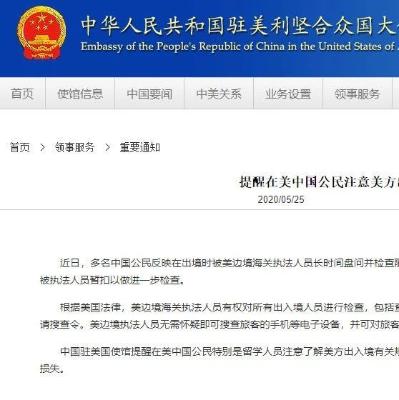 中华人民共和国驻美利坚合众国大
Embassy of the People's Republic of China in the United States of
首页 使馆信息 中国要闻 中美关系 业务设置 领事服务
首页 > 领事服务 > 重要通知
提醒在美中国公民注意美方
2020/05/25
近日，多名中国公民反映在出境时被美边境海关执法人员长时间盘问并检查
被执法人员暂扣以做进一步检查。
根据美国法律，美边境海关执法人员有权对所有出入境人员进行检查，包括
请搜查令。美边境执法人员无需怀疑即可搜查旅客的手机等电子设备，并可对旅
中国驻美国使馆提醒在美中国公民特别是留学人员注意了解美方出入境有关
损失。